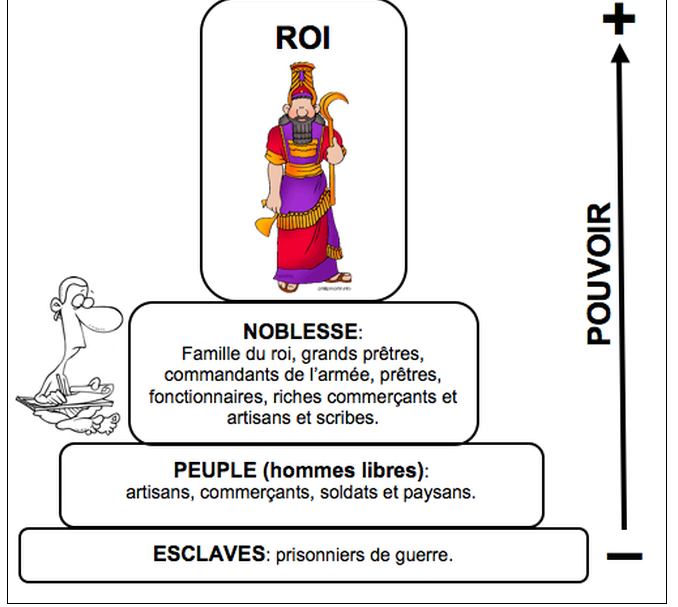 ROI
+
POUVOIR
NOBLESSE:
Famille du roi, grands prêtres,
commandants de l'armée, prêtres,
fonctionnaires, riches commerçants et
artisans et scribes.
PEUPLE (hommes libres):
artisans, commerçants, soldats et paysans.
ESCLAVES: prisonniers de guerre.
—